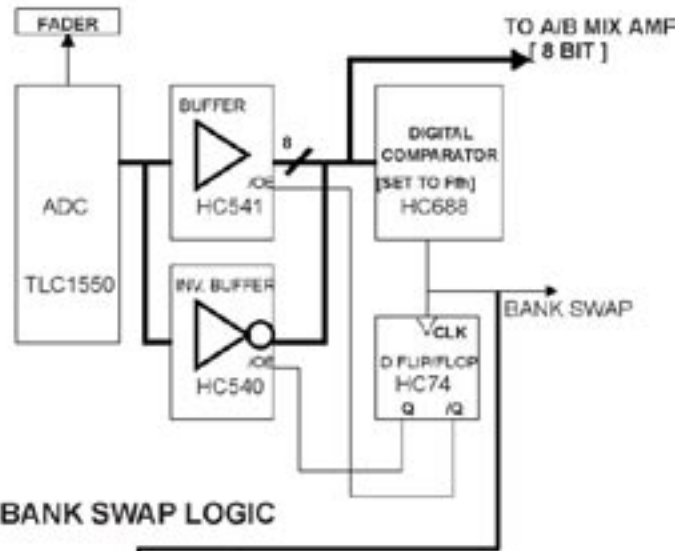 FADER
TO A/B MIX AMP
[ 8 BIT ]
BUFFER
8
/OE
HC541
DIGITAL
COMPARATOR
[SET TO Fth]
HC688
ADC
TLC1550
INV. BUFFER
/OE
HC540
BANK SWAP
CLK
D FLIP/FLOP
HC74
Q /Q
BANK SWAP LOGIC